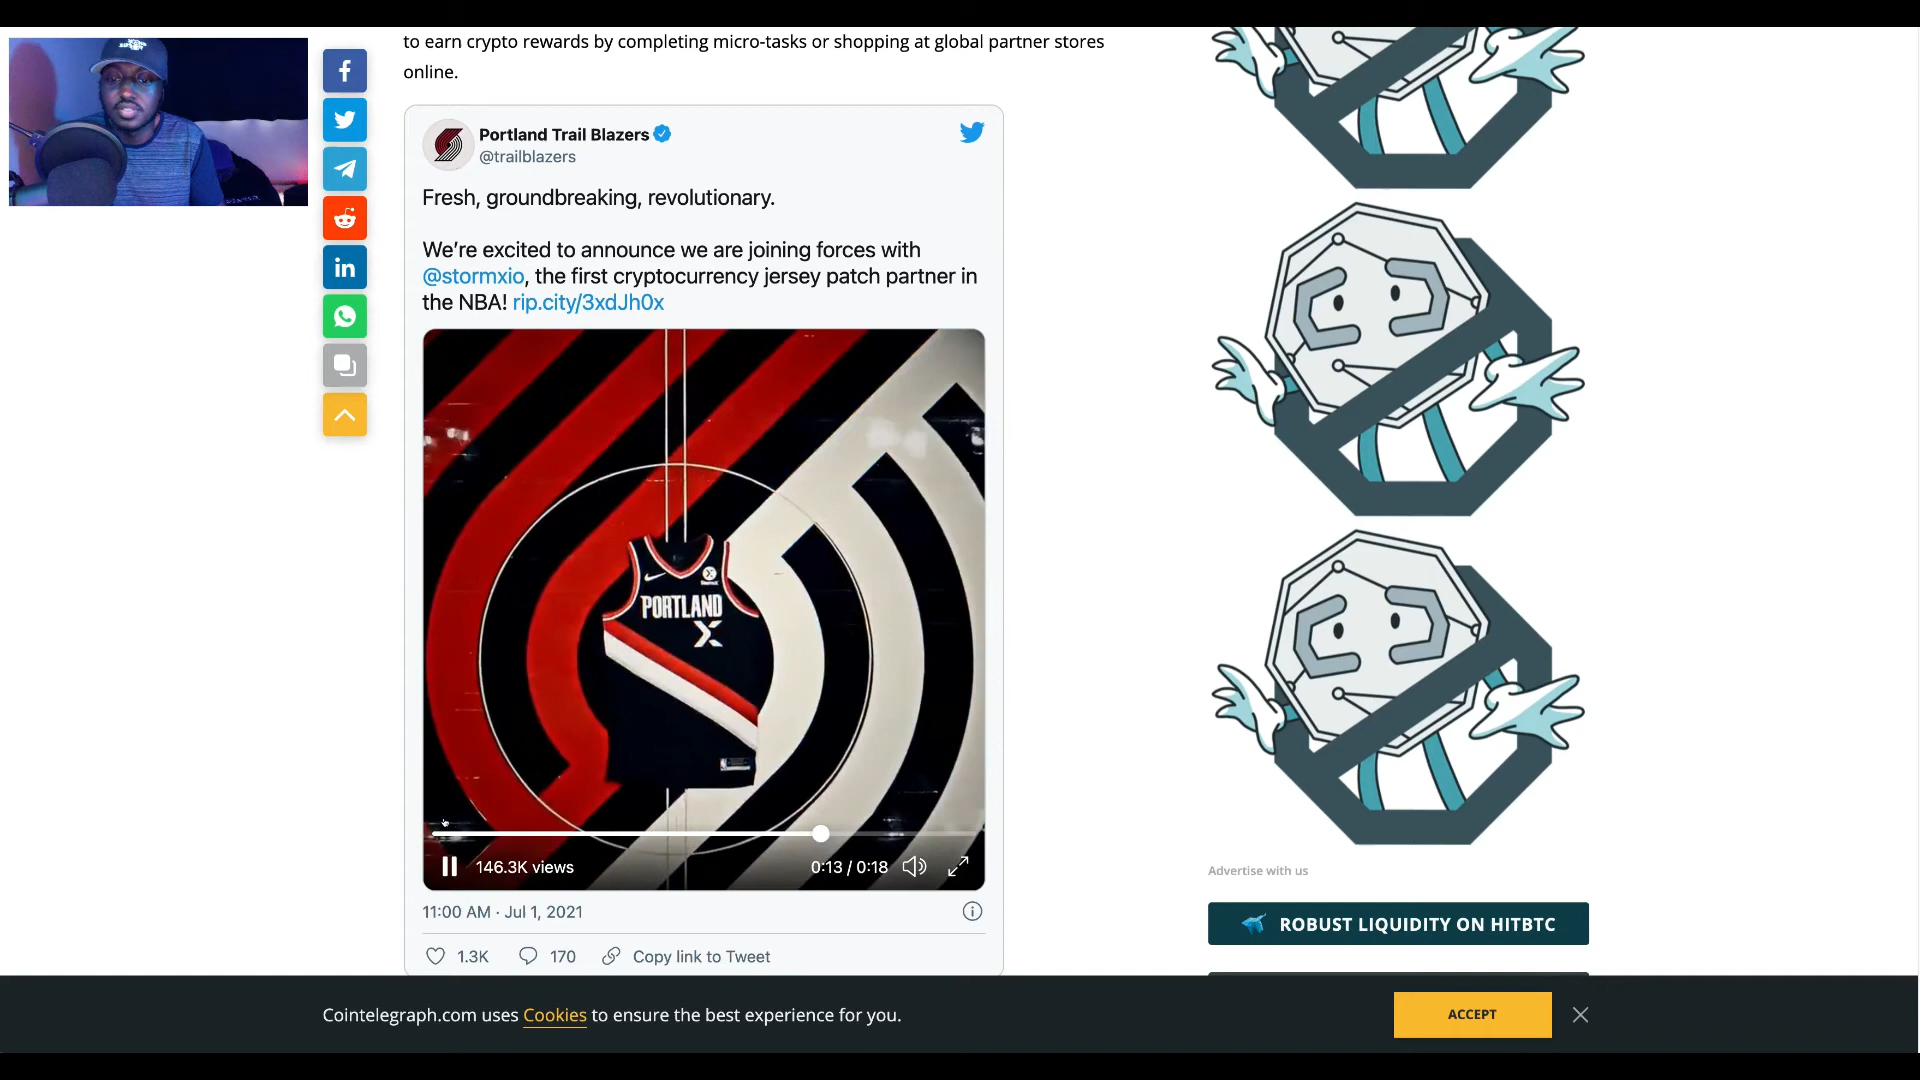 to earn crypto rewards by completing micro-tasks or shopping at global partner stores
online.
Portland Trail Blazers
@trailblazers
Fresh, groundbreaking, revolutionary.
We're excited to announce we are joining forces with
@stormxio, the first cryptocurrency jersey patch partner in
the NBA! rip.city/3xdJh0x
PORTLAND
146.3K views
0:13 / 0:18
11:00 AM · Jul 1, 2021
1.3K
170
Copy link to Tweet
Advertise with us
ROBUST LIQUIDITY ON HITBTC
Cointelegraph.com uses Cookies to ensure the best experience for you.
ACCEPT